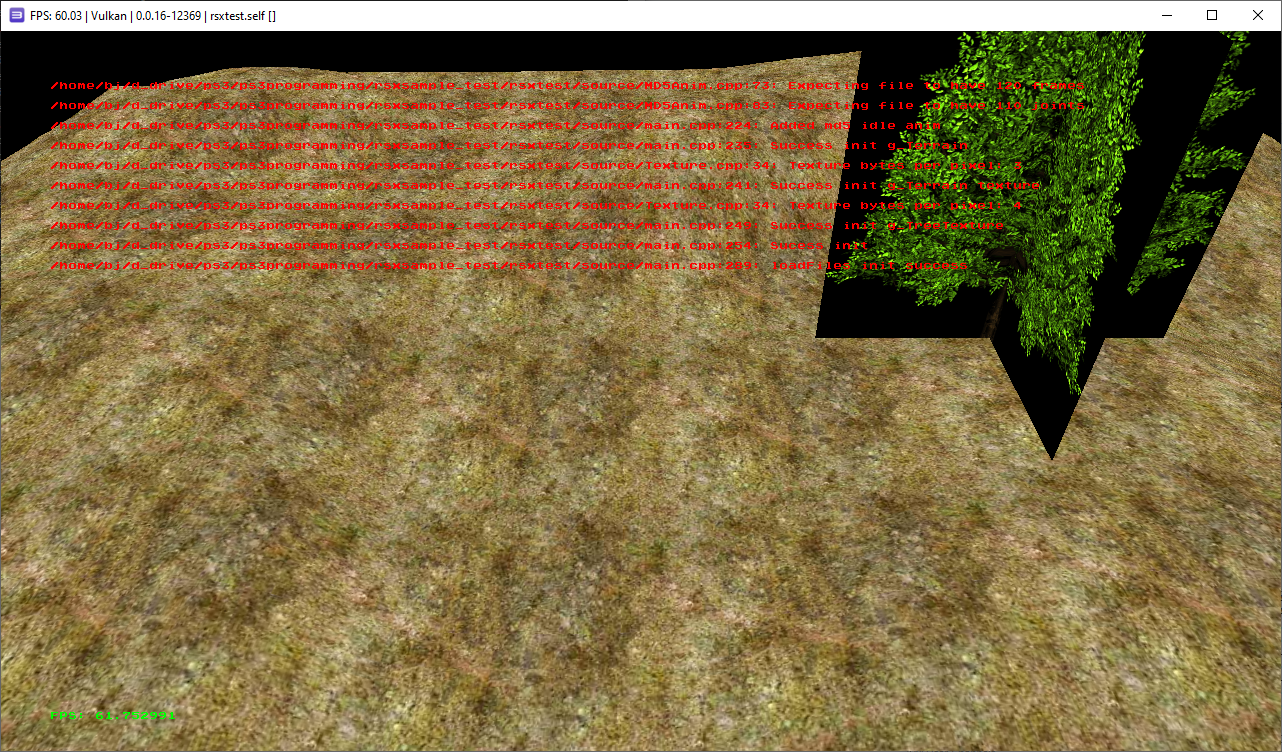 FPS: 60.03 | Vulkan | 0.0.16-12369 | rsxtest.self []
/home/bj/d_drive/ps3/ps3programming/rsxsample_test/rsxtest/source/MD5Anim.cpp:73: Expecting file to have 120 frames
/home/bj/d_drive/ps3/ps3programming/rsxsample_test/rsxtest/source/MD5Anim.cpp:83: Expecting file to have 110 joints
/home/bj/d_drive/ps3/ps3programming/rsxsample_test/rsxtest/source/main.cpp:224: Added md5 idle anim
/home/bj/d_drive/ps3/ps3programming/rsxsample_test/rsxtest/source/main.cpp:235: Success init g_Terrain
/home/bj/d_drive/ps3/ps3programming/rsxsample_test/rsxtest/source/Texture.cpp:34: Texture bytes per pixel: 3
/home/bj/d_drive/ps3/ps3programming/rsxsample_test/rsxtest/source/main.cpp:241: Success init g_Terrain texture
/home/bj/d_drive/ps3/ps3programming/rsxsample_test/rsxtest/source/Texture.cpp:34: Texture bytes per pixel: 4
/home/bj/d_drive/ps3/ps3programming/rsxsample_test/rsxtest/source/main.cpp:249: Success init g_TreeTexture
/home/bj/d_drive/ps3/ps3programming/rsxsample_test/rsxtest/source/main.cpp:254: Sucess init
/home/bj/d_drive/ps3/ps3programming/rsxsample_test/rsxtest/source/main.cpp:289: loadFiles init success
FPS: 61.752991